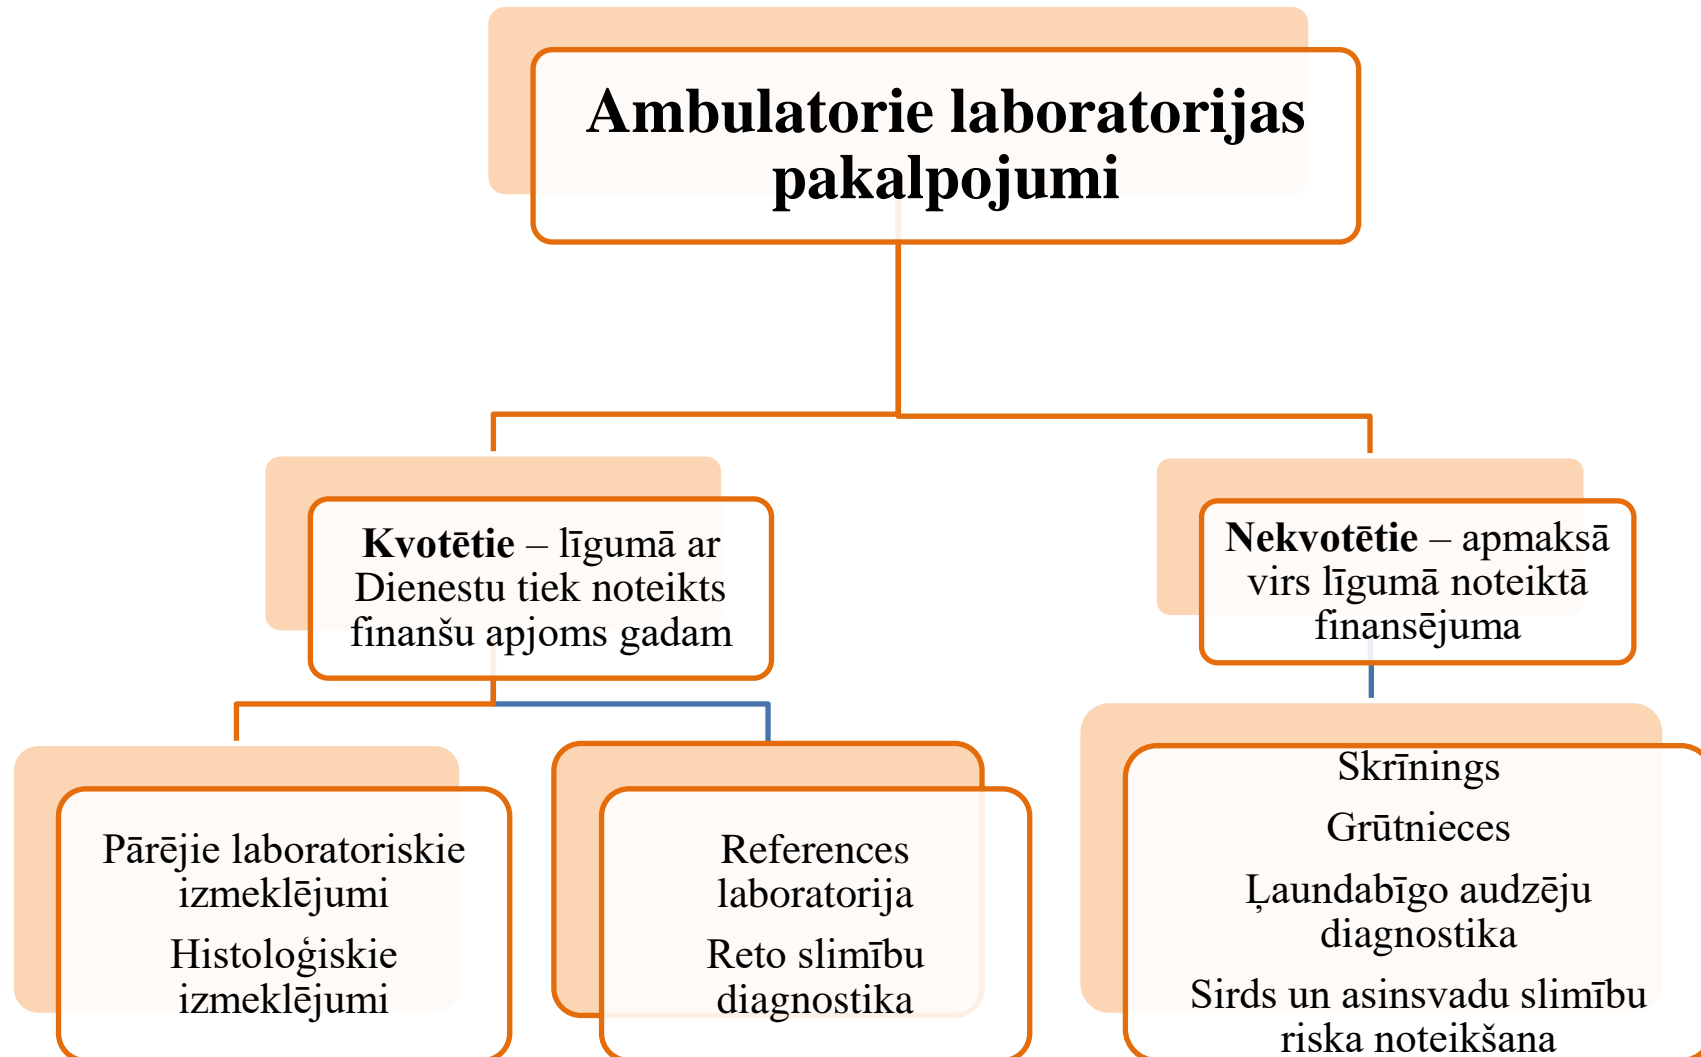 Ambulatorie laboratorijas
pakalpojumi
Kvotētie – līgumā ar
Dienestu tiek noteikts
finanšu apjoms gadam
Nekvotētie – apmaksā
virs līgumā noteiktā
finansējuma
Pārējie laboratoriskie
izmeklējumi
Histoloģiskie
izmeklējumi
References
laboratorija
Reto slimību
diagnostika
Skrīnings
Grūtnieces
Ļaundabīgo audzēju
diagnostika
Sirds un asinsvadu slimību
riska noteikšana